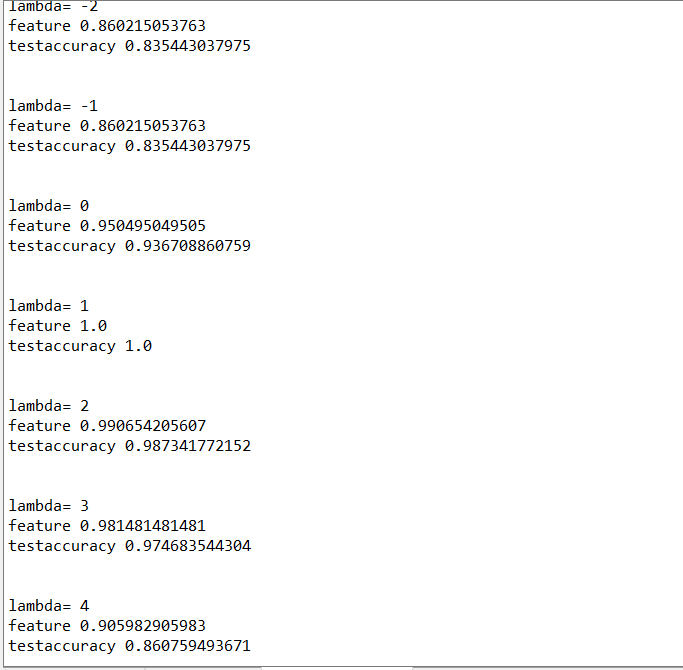 lambda= -2
feature 0.860215053763
testaccuracy 0.835443037975
lambda= -1
feature 0.860215053763
testaccuracy 0.835443037975
lambda= 0
feature 0.950495049505
testaccuracy 0.936708860759
lambda= 1
feature 1.0
testaccuracy 1.0
lambda= 2
feature 0.990654205607
testaccuracy 0.987341772152
lambda= 3
feature 0.981481481481
testaccuracy 0.974683544304
lambda= 4
feature 0.905982905983
testaccuracy 0.860759493671